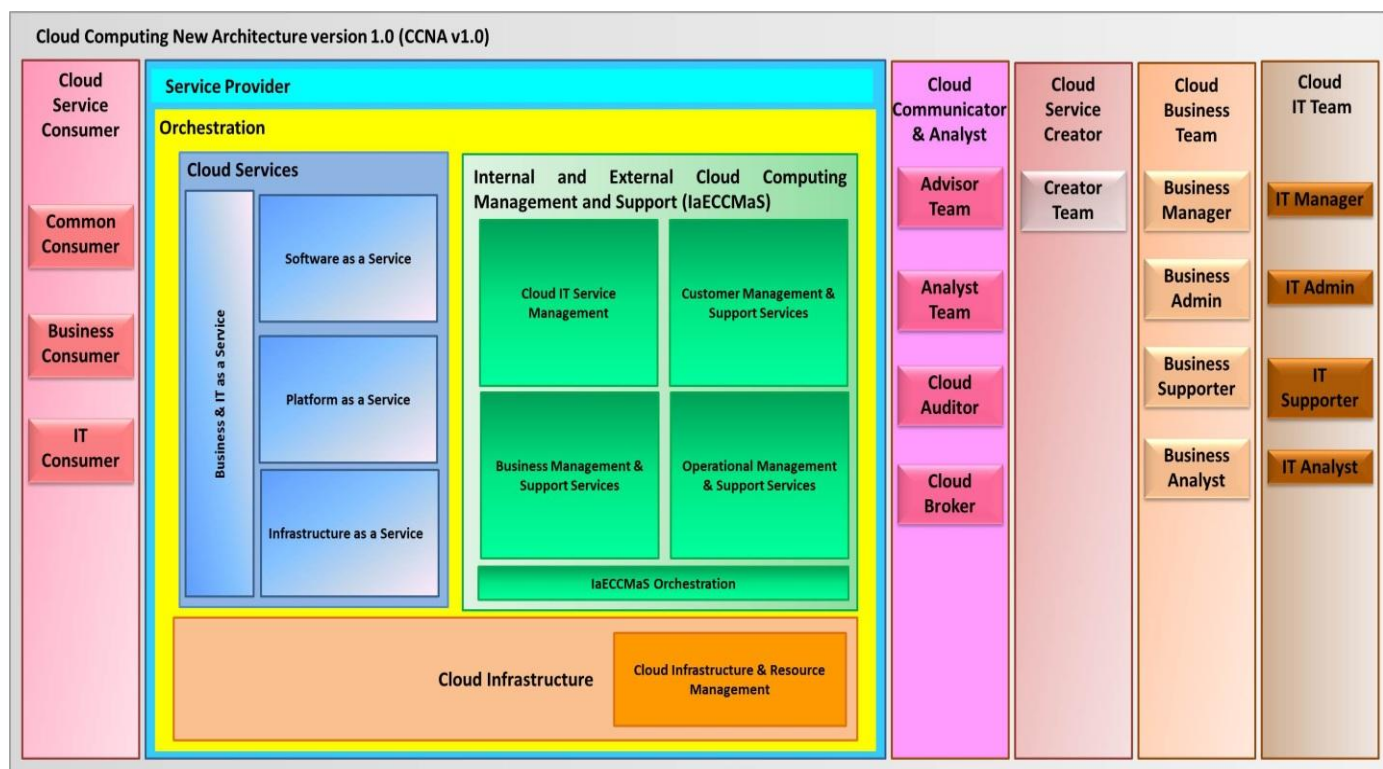 Cloud Computing New Architecture version 1.0 (CCNA v1.0)
Cloud
Service
Consumer
Common
Consumer
Business
Consumer
IT
Consumer
Service Provider
Orchestration
Cloud Services
Business & IT as a Service
Software as a Service
Platform as a Service
Infrastructure as a Service
Internal and External Cloud Computing
Management and Support (IaECCMaS)
Cloud IT Service
Management
Customer Management &
Support Services
Business Management &
Support Services
Operational Management
& Support Services
IaECCMaS Orchestration
Cloud Infrastructure
Cloud Infrastructure & Resource
Management
Cloud
Communicator
& Analyst
Advisor
Team
Analyst
Team
Cloud
Auditor
Cloud
Broker
Cloud
Service
Creator
Creator
Team
Cloud
Business
Team
Business
Manager
Business
Admin
Business
Supporter
Business
Analyst
Cloud
IT Team
IT Manager
IT Admin
IT
Supporter
IT Analyst